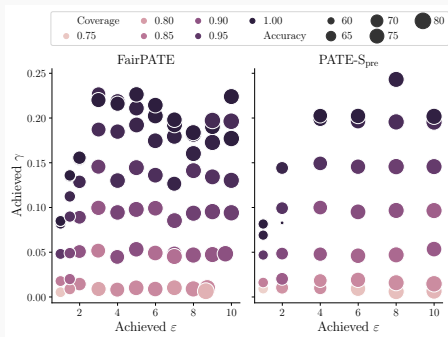 Coverage 0.80 0.90 1.00 60 70 80
0.75 0.85 0.95 Accuracy 65 75
FairPATE PATE-S_pre
0.25
0.20
0.15
0.10
0.05
0.00
Achieved γ
2 4 6 8 10 2 4 6 8 10
Achieved ε Achieved ε